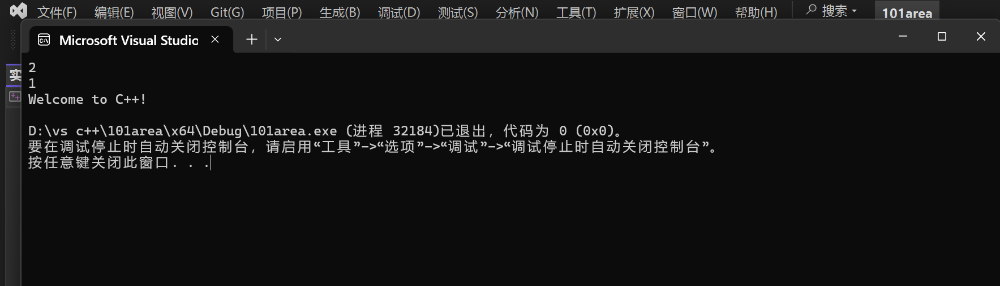 文件(F) 编辑(E) 视图(V) Git(G) 项目(P) 生成(B) 调试(D) 测试(S) 分析(N) 工具(T) 扩展(X) 窗口(W) 帮助(H) 搜索 101area
Microsoft Visual Studio
实
2
1
Welcome to C++!
D:\vs c++\101area\x64\Debug\101area.exe (进程 32184)已退出，代码为 0 (0x0)。
要在调试停止时自动关闭控制台，请启用“工具”->“选项”->“调试”->“调试停止时自动关闭控制台”。
按任意键关闭此窗口. . .